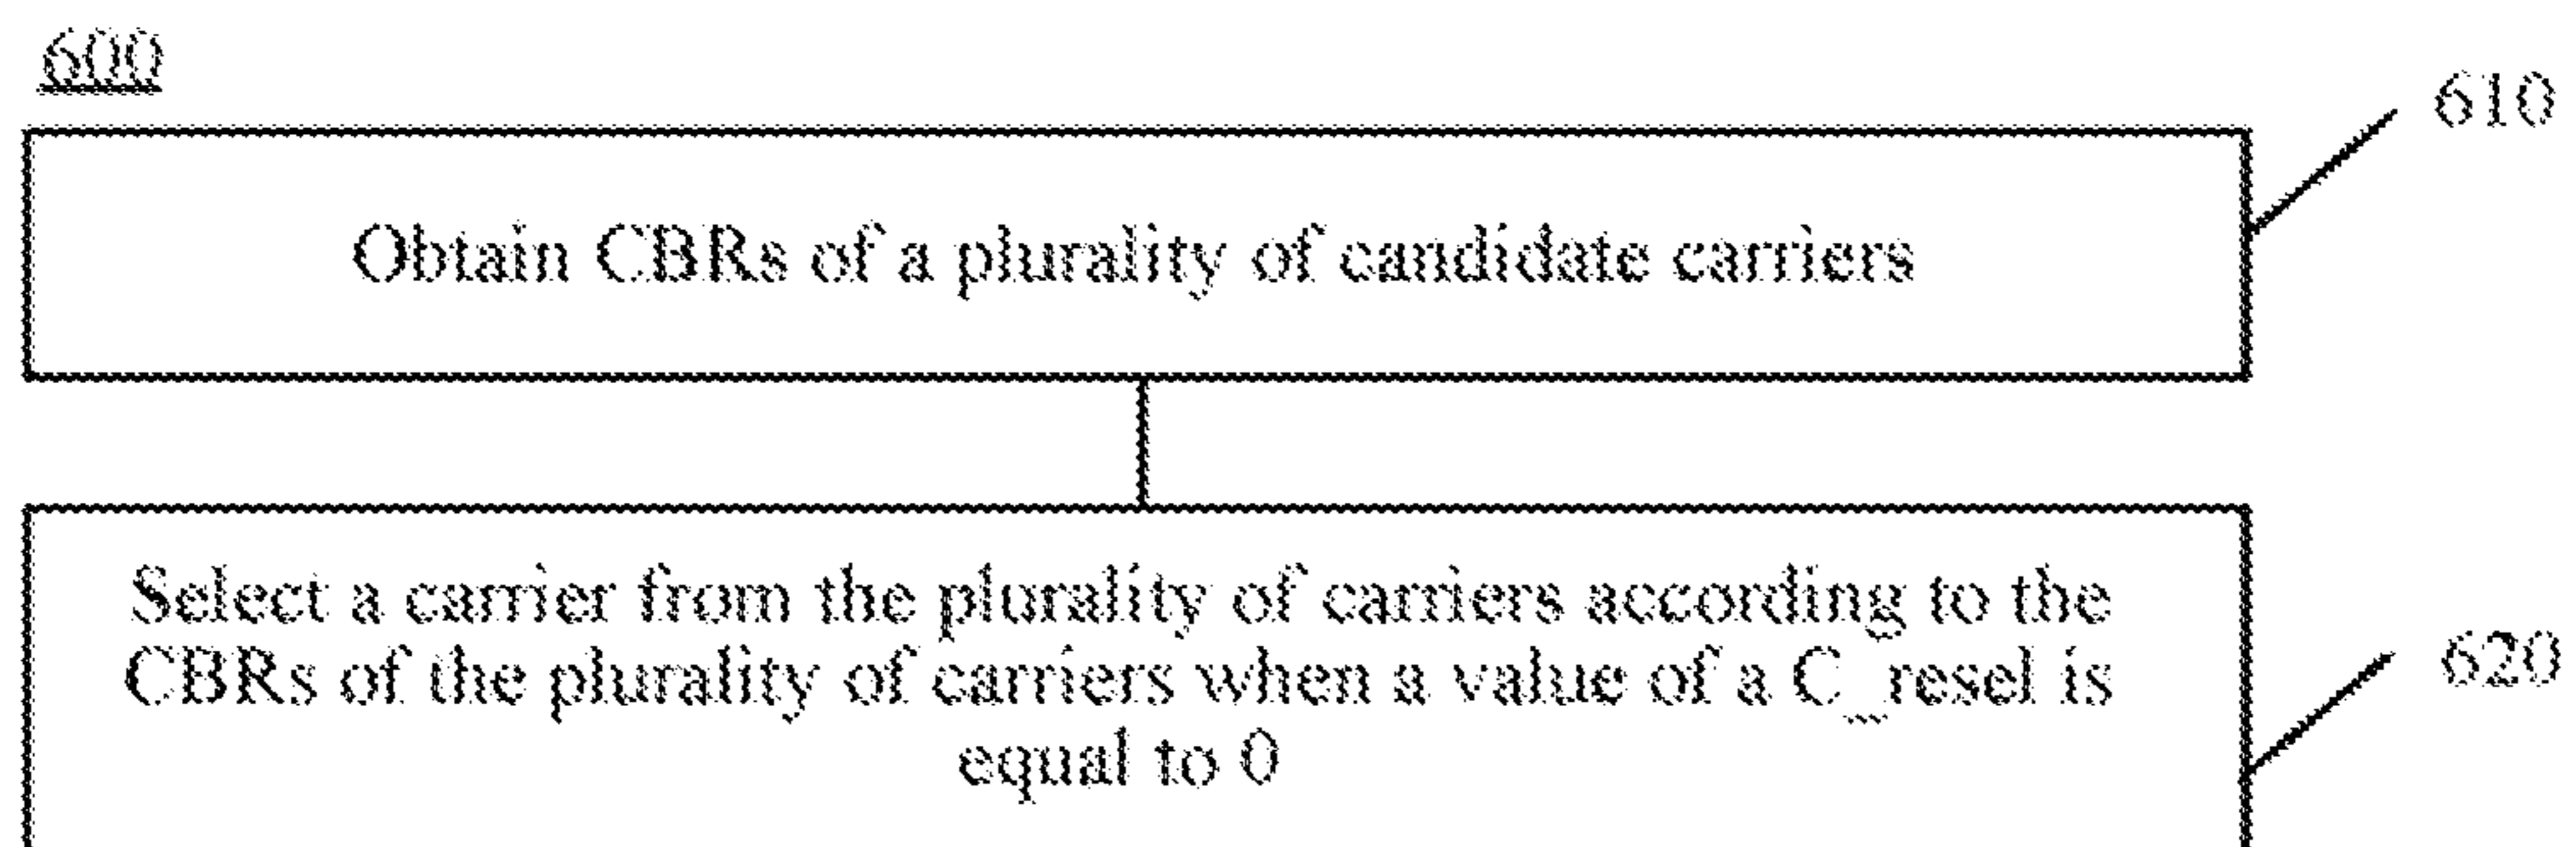 600
610
Obtain CBRs of a plurality of candidate carriers
Select a carrier from the plurality of carriers according to the
CBRs of the plurality of carriers when a value of a C_resel is
equal to 0
620